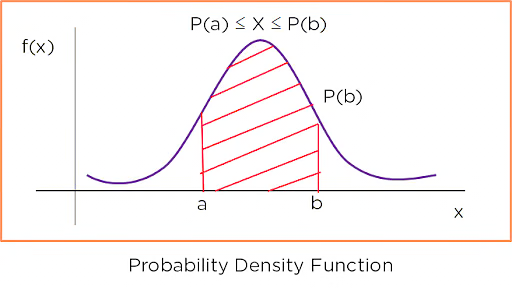 P(a) ≤ X ≤ P(b)
f(x)
P(b)
a
b
x
Probability Density Function